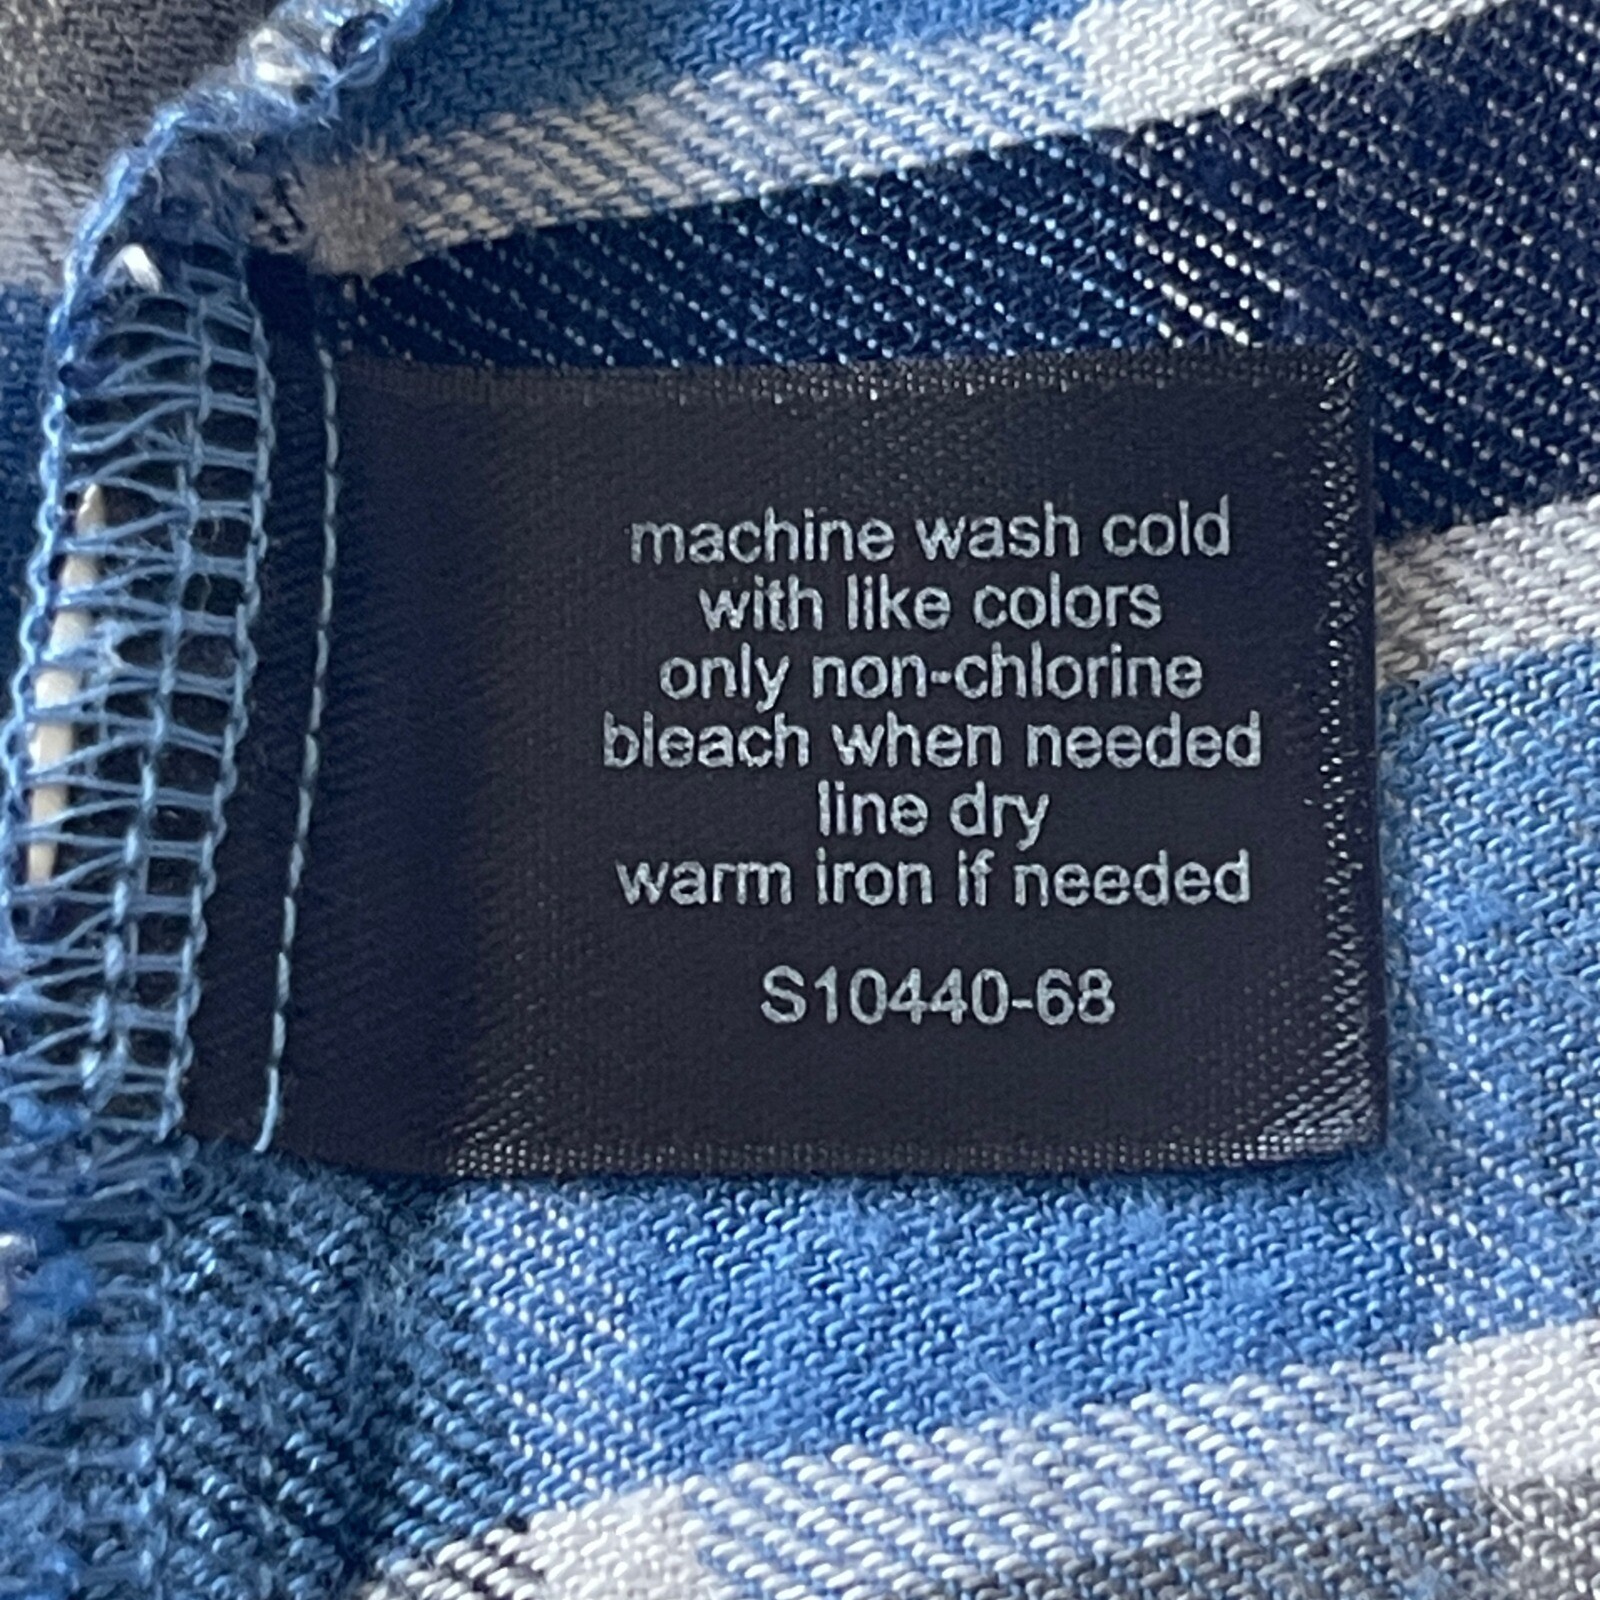 machine wash cold
with like colors
only non-chlorine
bleach when needed
line dry
warm iron if needed
S10440-68